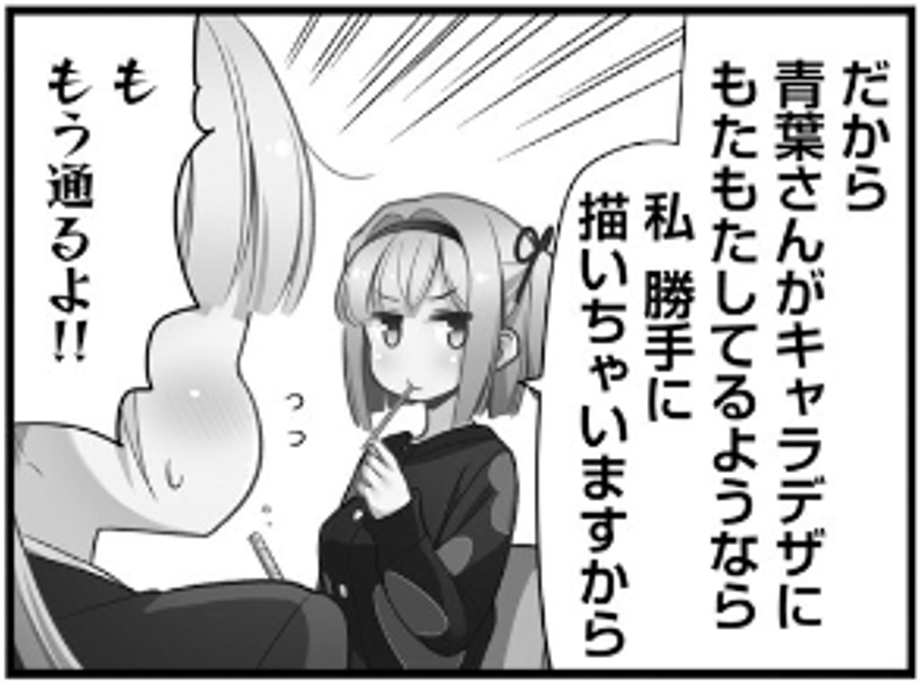 だから
青葉さんがキャラデザに
もたもたしてるようなら
私 勝手に
描いちゃいますから
も
もう通るよ!!